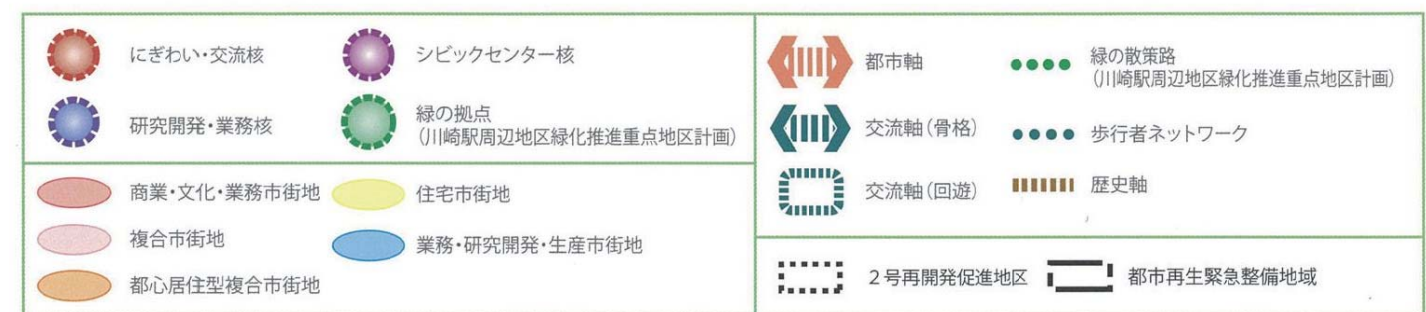 にぎわい・交流核
シビックセンター核
研究開発・業務核
緑の拠点
(川崎駅周辺地区緑化推進重点地区計画)
商業・文化・業務市街地
住宅市街地
複合市街地
業務・研究開発・生産市街地
都心居住型複合市街地
都市軸
緑の散策路
(川崎駅周辺地区緑化推進重点地区計画)
交流軸(骨格)
歩行者ネットワーク
交流軸(回遊)
歴史軸
2号再開発促進地区
都市再生緊急整備地域